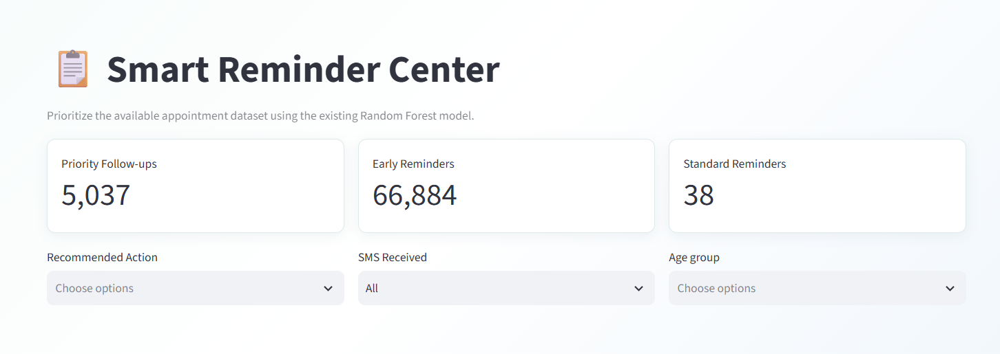 Smart Reminder Center
Prioritize the available appointment dataset using the existing Random Forest model.
Priority Follow-ups
5,037
Early Reminders
66,884
Standard Reminders
38
Recommended Action
Choose options
SMS Received
All
Age group
Choose options